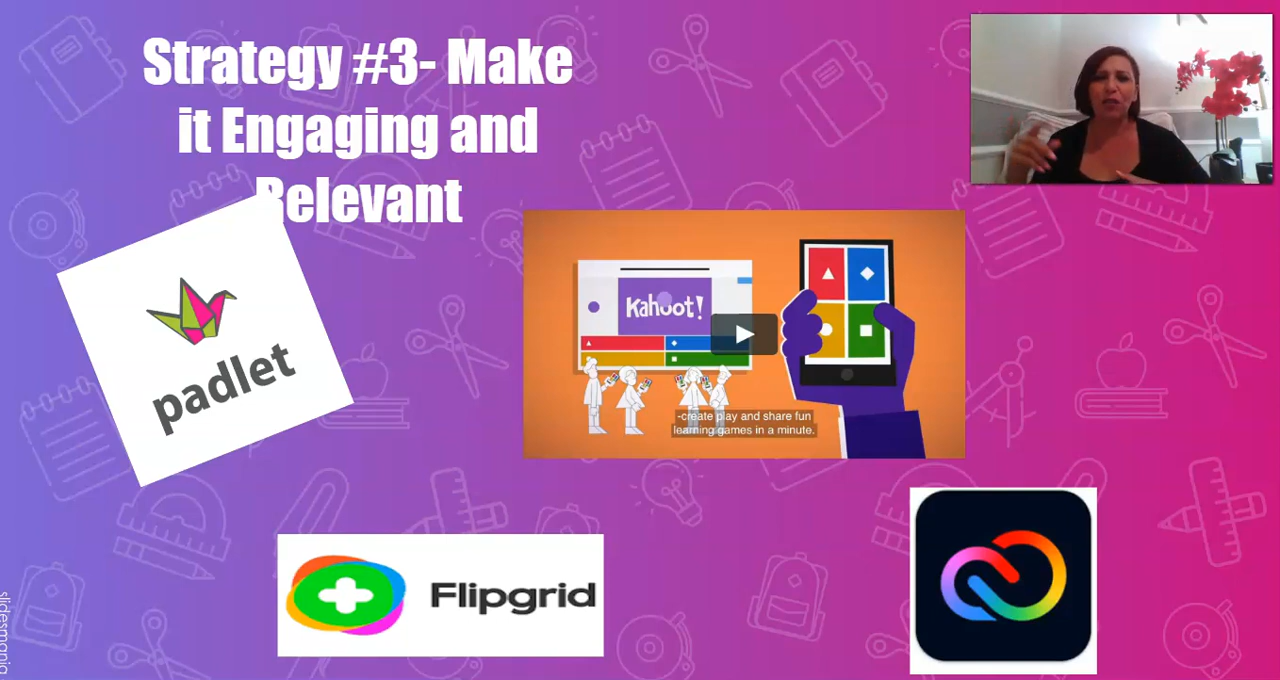 Strategy #3- Make
it Engaging and
Relevant
padlet
Kahoot!
-create play and share fun
learning games in a minute.
Flipgrid
slidesmania